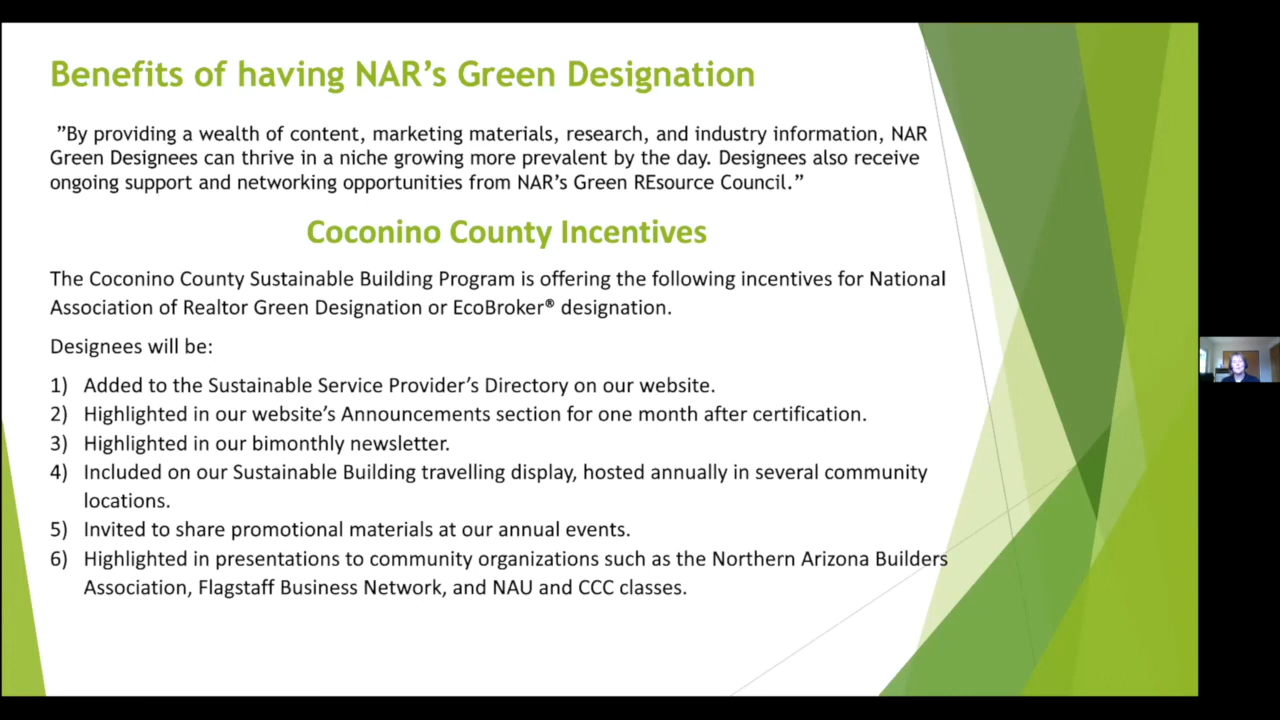 Benefits of having NAR's Green Designation
”By providing a wealth of content, marketing materials, research, and industry information, NAR
Green Designees can thrive in a niche growing more prevalent by the day. Designees also receive
ongoing support and networking opportunities from NAR's Green REsource Council.”
Coconino County Incentives
The Coconino County Sustainable Building Program is offering the following incentives for National
Association of Realtor Green Designation or EcoBroker® designation.
Designees will be:
1) Added to the Sustainable Service Provider's Directory on our website.
2) Highlighted in our website's Announcements section for one month after certification.
3) Highlighted in our bimonthly newsletter.
4) Included on our Sustainable Building travelling display, hosted annually in several community
locations.
5) Invited to share promotional materials at our annual events.
6) Highlighted in presentations to community organizations such as the Northern Arizona Builders
Association, Flagstaff Business Network, and NAU and CCC classes.